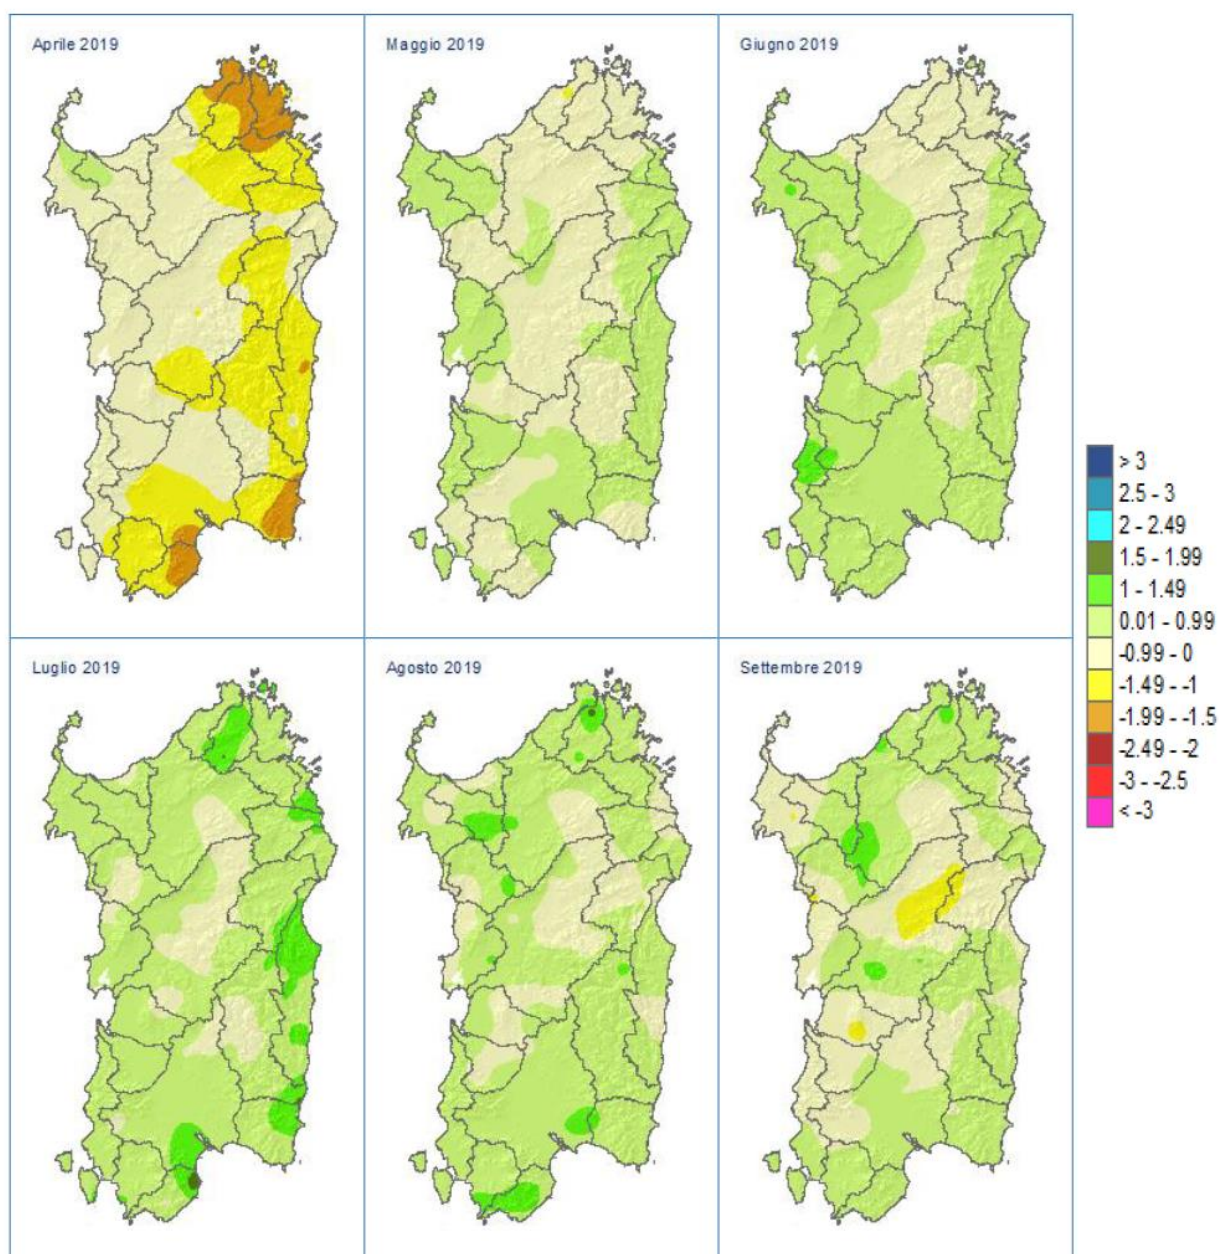 Aprile 2019
Maggio 2019
Giugno 2019
> 3
2.5 - 3
2 - 2.49
1.5 - 1.99
1 - 1.49
0.01 - 0.99
-0.99 - 0
-1.49 - -1
-1.99 - -1.5
-2.49 - -2
-3 - -2.5
< -3
Luglio 2019
Agosto 2019
Settembre 2019